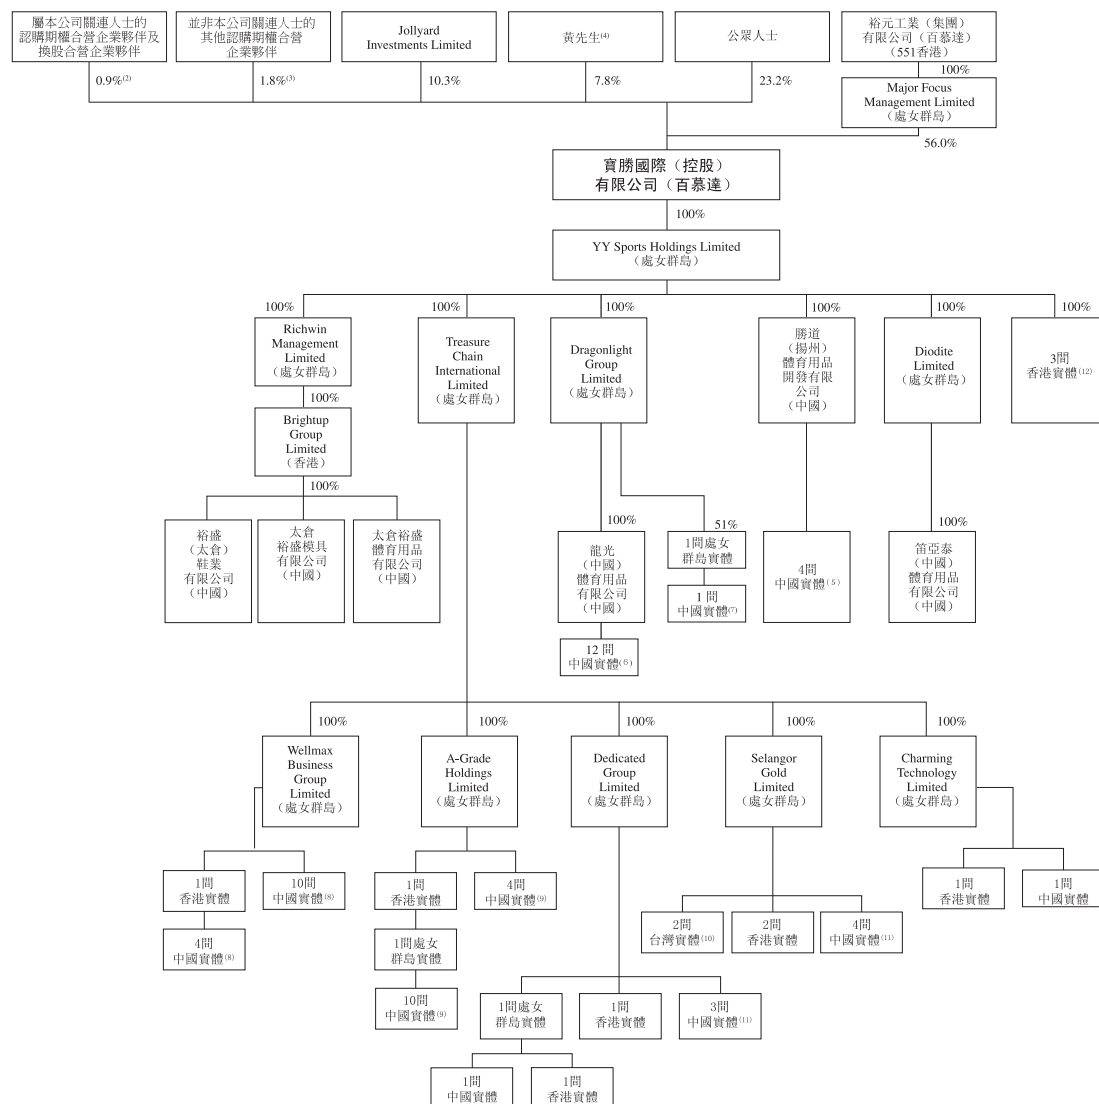 屬本公司關連人士的
認購期權合營企業夥伴及
換股合營企業夥伴
並非本公司關連人士的
其他認購期權合營
企業夥伴
Jollyard
Investments Limited
黃先生(4)
公眾人士
裕元工業（集團）
有限公司（百慕達）
（551香港）
0.9%(2)
1.8%(3)
10.3%
7.8%
23.2%
100%
Major Focus
Management Limited
（處女群島）
56.0%
寶勝國際（控股）
有限公司（百慕達）
100%
YY Sports Holdings Limited
（處女群島）
100%
100%
100%
100%
100%
100%
Richwin
Management
Limited
（處女群島）
Treasure
Chain
International
Limited
（處女群島）
Dragonlight
Group
Limited
（處女群島）
勝道
（揚州）
體育用品
開發有限
公司
（中國）
Diodite
Limited
（處女群島）
3間
香港實體(12)
100%
Brightup
Group
Limited
（香港）
100%
裕盛
（太倉）
鞋業
有限公司
（中國）
太倉
裕盛模具
有限公司
（中國）
太倉裕盛
體育用品
有限公司
（中國）
100%
龍光
（中國）
體育用品
有限公司
（中國）
12 間
中國實體(6)
51%
1間處女
群島實體
1 間
中國實體(7)
4間
中國實體(5)
100%
笛亞泰
（中國）
體育用品
有限公司
（中國）
100%
100%
100%
100%
100%
Wellmax
Business
Group
Limited
（處女群島）
A-Grade
Holdings
Limited
（處女群島）
Dedicated
Group
Limited
（處女群島）
Selangor
Gold
Limited
（處女群島）
Charming
Technology
Limited
（處女群島）
1間
香港實體
10間
中國實體(8)
4間
中國實體(8)
1間
香港實體
4間
中國實體(9)
1間處女
群島實體
10間
中國實體(9)
2間
台灣實體(10)
2間
香港實體
4間
中國實體(11)
1間
香港實體
1間
中國實體
1間處女
群島實體
1間
香港實體
3間
中國實體(11)
1間
中國實體
1間
香港實體